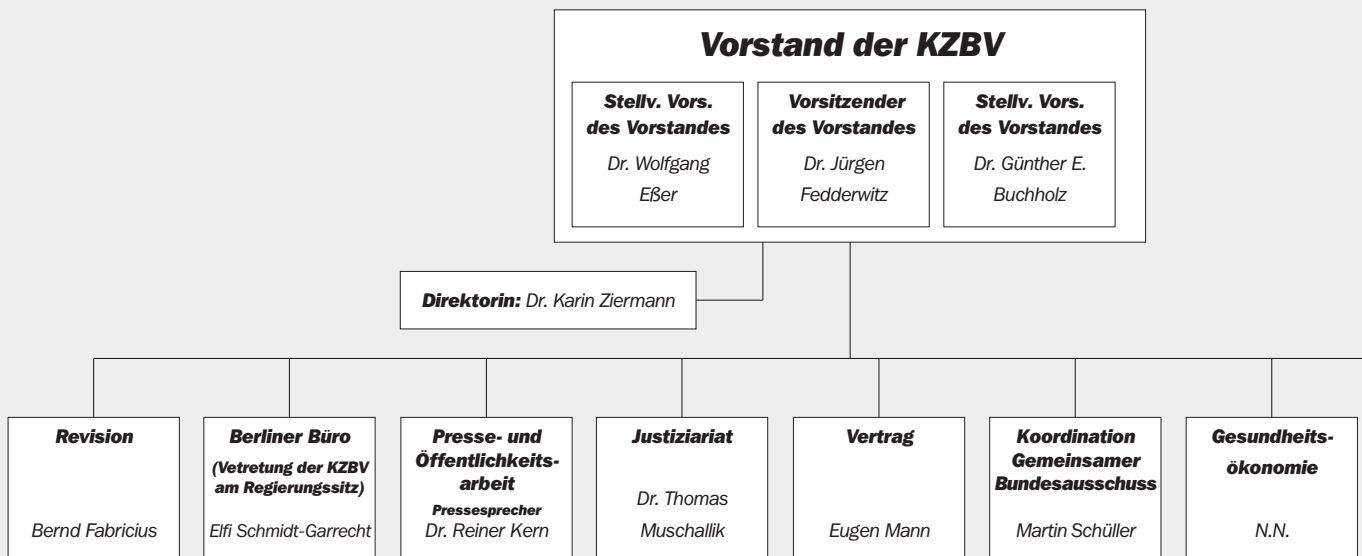 Vorstand der KZBV
Stellv. Vors.
des Vorstandes
Dr. Wolfgang
Eßer
Vorsitzender
des Vorstandes
Dr. Jürgen
Fedderwitz
Stellv. Vors.
des Vorstandes
Dr. Günther E.
Buchholz
Direktorin: Dr. Karin Ziermann
Revision
Bernd Fabricius
Berliner Büro
(Vetretung der KZBV
am Regierungssitz)
Elfi Schmidt-Garrecht
Presse- und
Öffentlichkeits-
arbeit
Pressesprecher
Dr. Reiner Kern
Justiziariat
Dr. Thomas
Muschallik
Vertrag
Eugen Mann
Koordination
Gemeinsamer
Bundesausschuss
Martin Schüller
Gesundheits-
ökonomie
N.N.